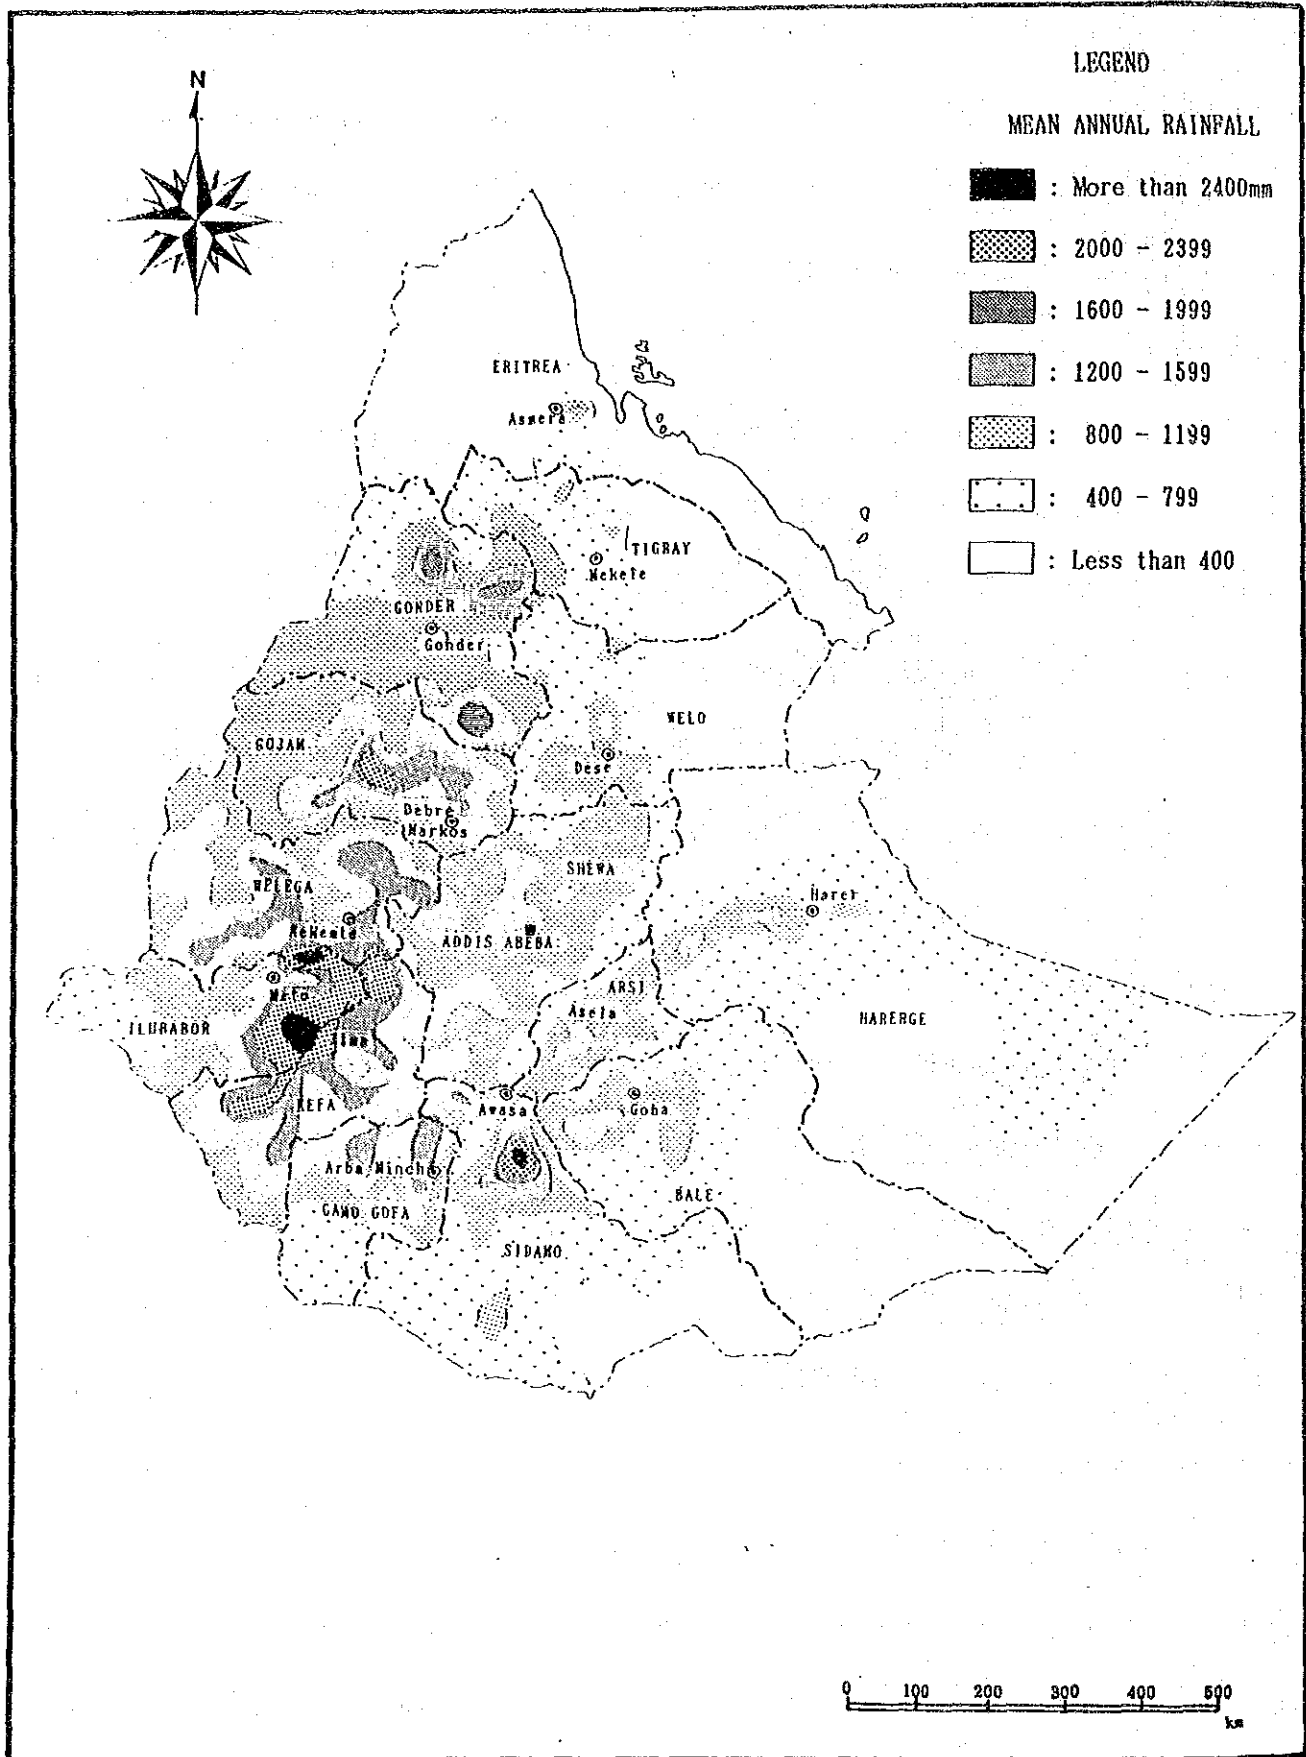 LEGEND
N
MEAN ANNUAL RAINFALL
: More than 2400mm
: 2000 - 2399
: 1600 - 1999
: 1200 - 1599
: 800 - 1199
: 400 - 799
: Less than 400
ERITREA
Asmera
TIGRAY
Mekele
GONDER
Gonder
WELO
GOJAM
Dese
Debre
Markos
SHEWA
WELEGA
Harer
Nekemte
ADDIS ABEBA
ARSI
Metu
Asela
ILUBABOR
HARERGE
KEFA
Awasa
Goba
Arba Minch
BALE
GAMO GOFA
SIDAMO
0 100 200 300 400 500
km